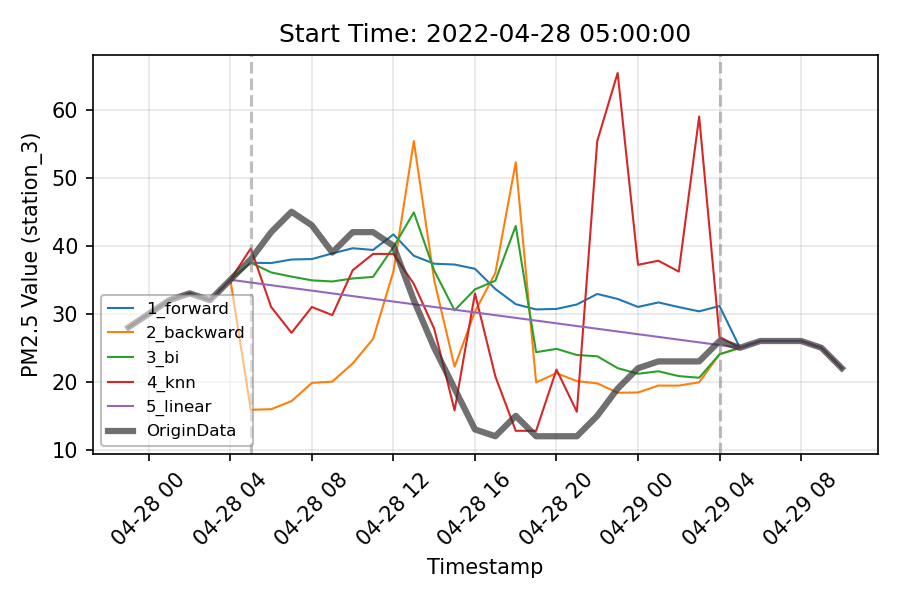 Start Time: 2022-04-28 05:00:00
PM2.5 Value (station_3)
60
50
40
30
20
10
1_forward
2_backward
3_bi
4_knn
5_linear
OriginData
04-28 00
04-28 04
04-28 08
04-28 12
04-28 16
04-28 20
04-29 00
04-29 04
04-29 08
Timestamp